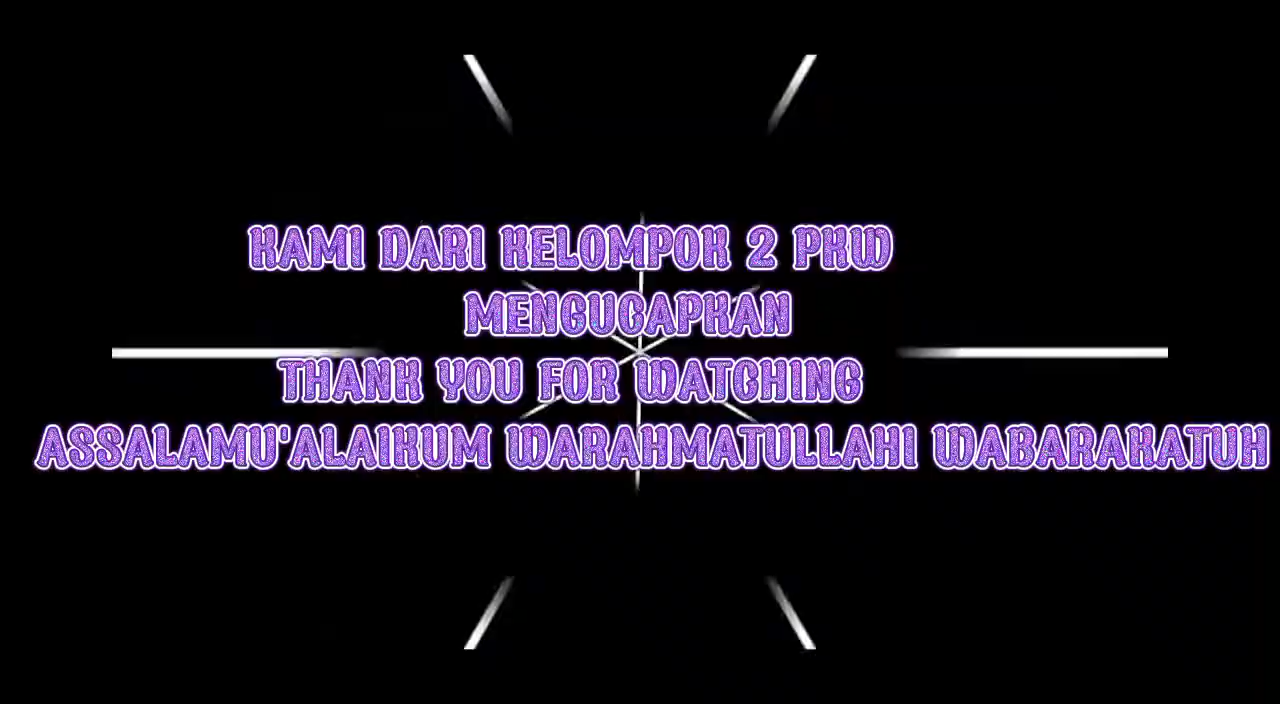 KAMI DARI KELOMPOK 2 PKW
MENGUCAPKAN
THANK YOU FOR WATCHING
ASSALAMU'ALAIKUM WARAHMATULLAHI WABARAKATUH